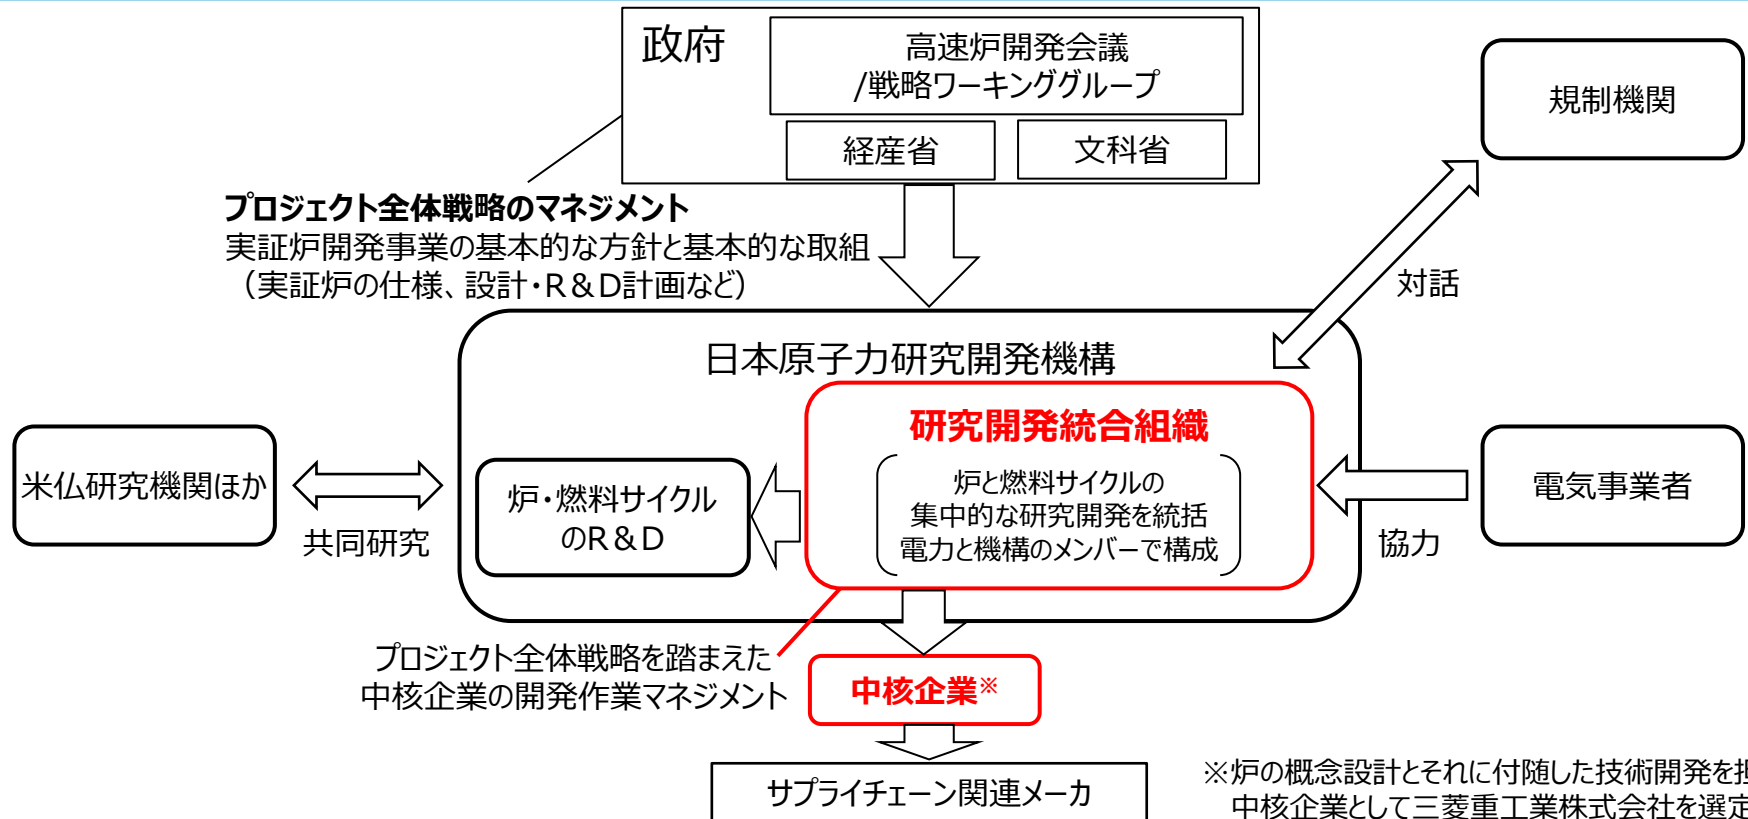 政府
高速炉開発会議
/戦略ワーキンググループ
経産省
文科省
規制機関
プロジェクト全体戦略のマネジメント
実証炉開発事業の基本的な方針と基本的な取組
（実証炉の仕様、設計・R＆D計画など）
対話
日本原子力研究開発機構
研究開発統合組織
炉と燃料サイクルの
集中的な研究開発を統括
電力と機構のメンバーで構成
炉・燃料サイクル
のR＆D
米仏研究機関ほか
共同研究
電気事業者
協力
プロジェクト全体戦略を踏まえた
中核企業の開発作業マネジメント
中核企業※
サプライチェーン関連メーカ
※炉の概念設計とそれに付随した技術開発を担
中核企業として三菱重工業株式会社を選定